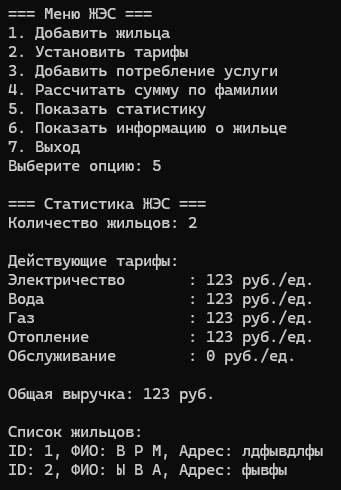 === Меню ЖЭС ===
1. Добавить жильца
2. Установить тарифы
3. Добавить потребление услуги
4. Рассчитать сумму по фамилии
5. Показать статистику
6. Показать информацию о жильце
7. Выход
Выберите опцию: 5
=== Статистика ЖЭС ===
Количество жильцов: 2
Действующие тарифы:
Электричество : 123 руб./ед.
Вода : 123 руб./ед.
Газ : 123 руб./ед.
Отопление : 123 руб./ед.
Обслуживание : 0 руб./ед.
Общая выручка: 123 руб.
Список жильцов:
ID: 1, ФИО: В Р М, Адрес: лдфывдлфы
ID: 2, ФИО: Ы В А, Адрес: фывфы